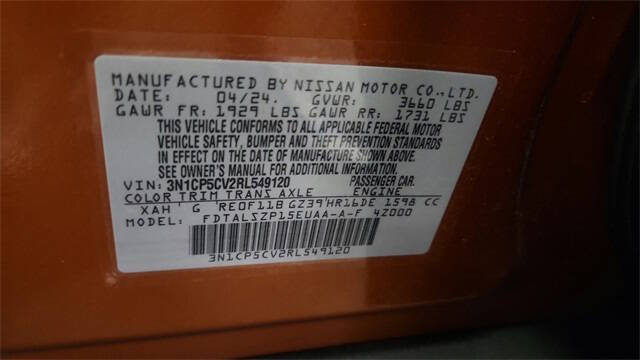 MANUFACTURED BY NISSAN MOTOR CO.,LTD.
DATE: 04/24. GVWR: 3660 LBS
GAWR FR: 1929 LBS GAWR RR: 1731 LBS
THIS VEHICLE CONFORMS TO ALL APPLICABLE FEDERAL MOTOR
VEHICLE SAFETY, BUMPER AND THEFT PREVENTION STANDARDS
IN EFFECT ON THE DATE OF MANUFACTURE SHOWN ABOVE.
SEE OWNER'S MANUAL FOR ADDITIONAL INFORMATION.
VIN: 3N1CP5CV2RL549120 PASSENGER CAR
COLOR TRIM TRANS AXLE ENGINE
XAH G RE0F11B GZ39 HR16DE 1598 CC
MODEL: FDTALSZP15EUAA-A-F 4Z000
3N1CP5CV2RL549120